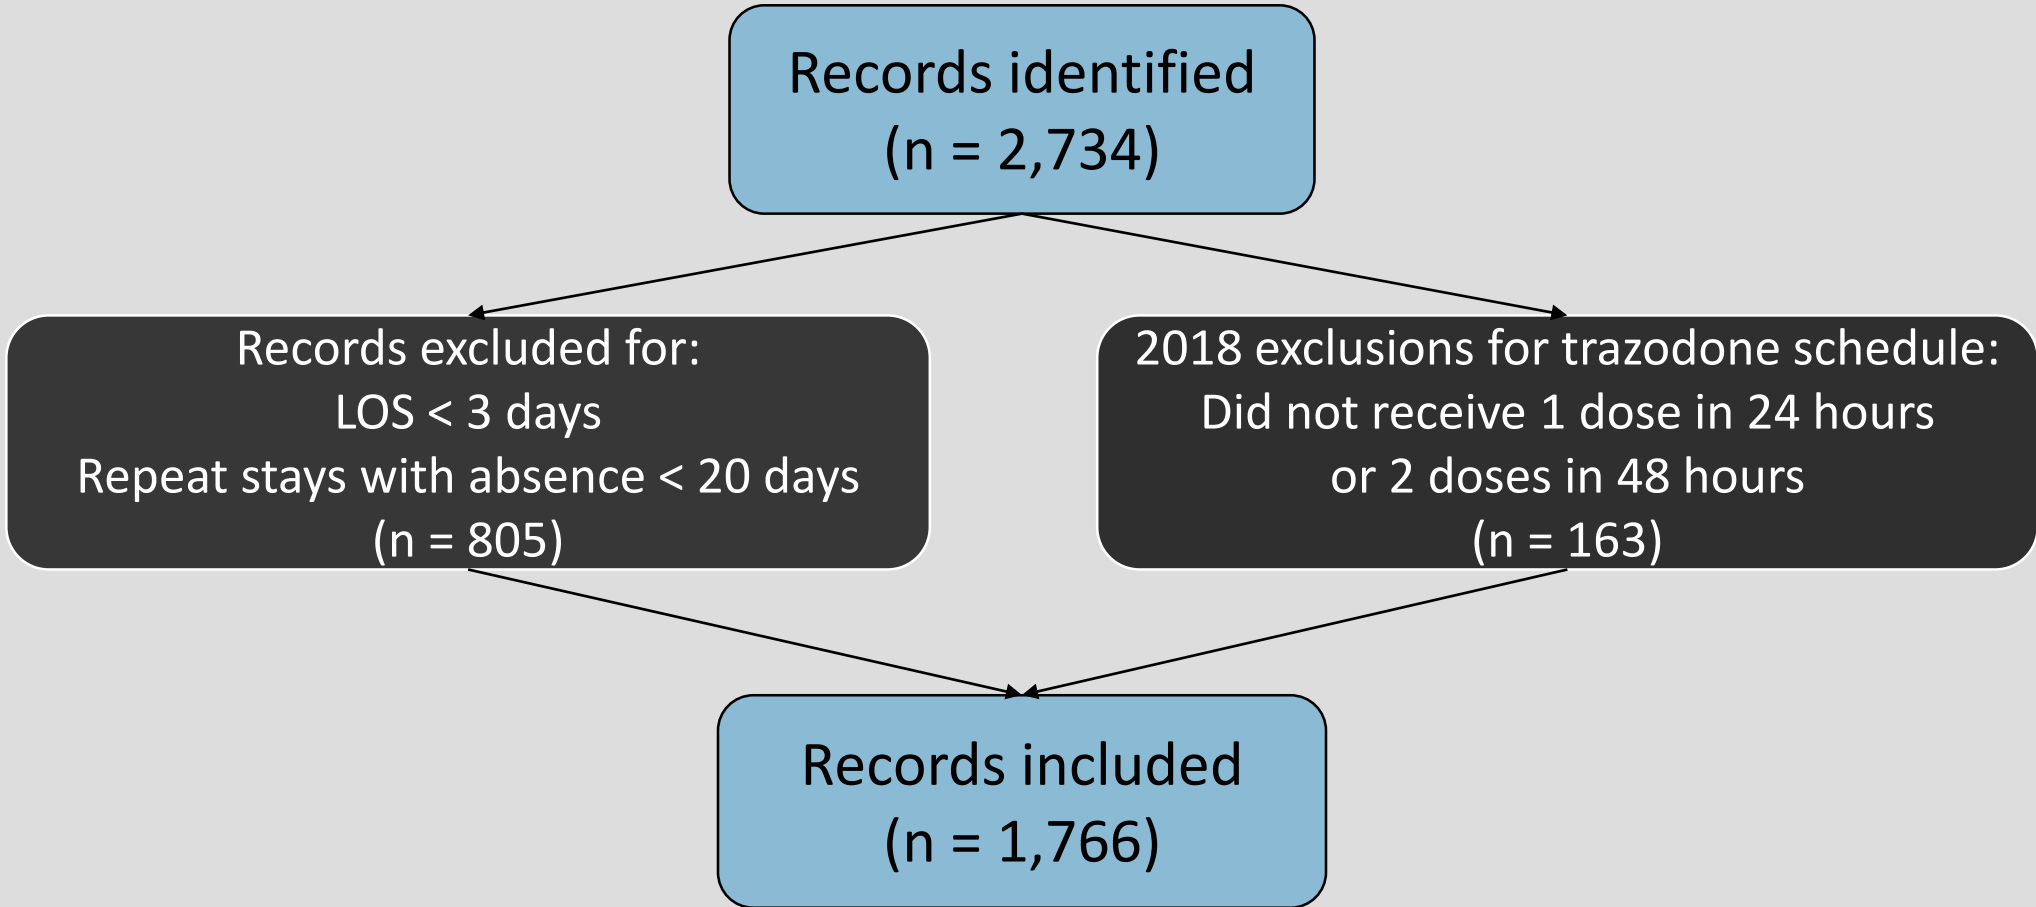 Records identified
(n = 2,734)
Records excluded for:
LOS < 3 days
Repeat stays with absence < 20 days
(n = 805)
2018 exclusions for trazodone schedule:
Did not receive 1 dose in 24 hours
or 2 doses in 48 hours
(n = 163)
Records included
(n = 1,766)